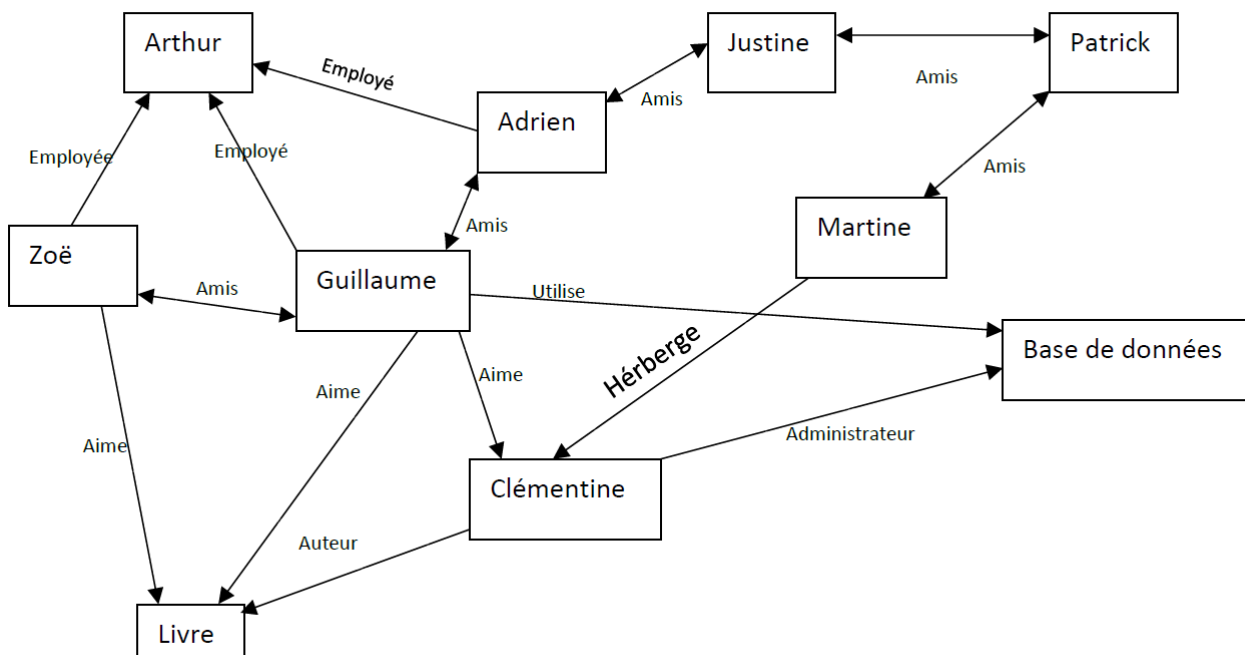 Arthur
Justine
Patrick
Employé
Amis
Amis
Adrien
Employée
Employé
Amis
Amis
Martine
Zoë
Guillaume
Amis
Utilise
Hérberge
Base de données
Aime
Aime
Aime
Administrateur
Clémentine
Auteur
Livre